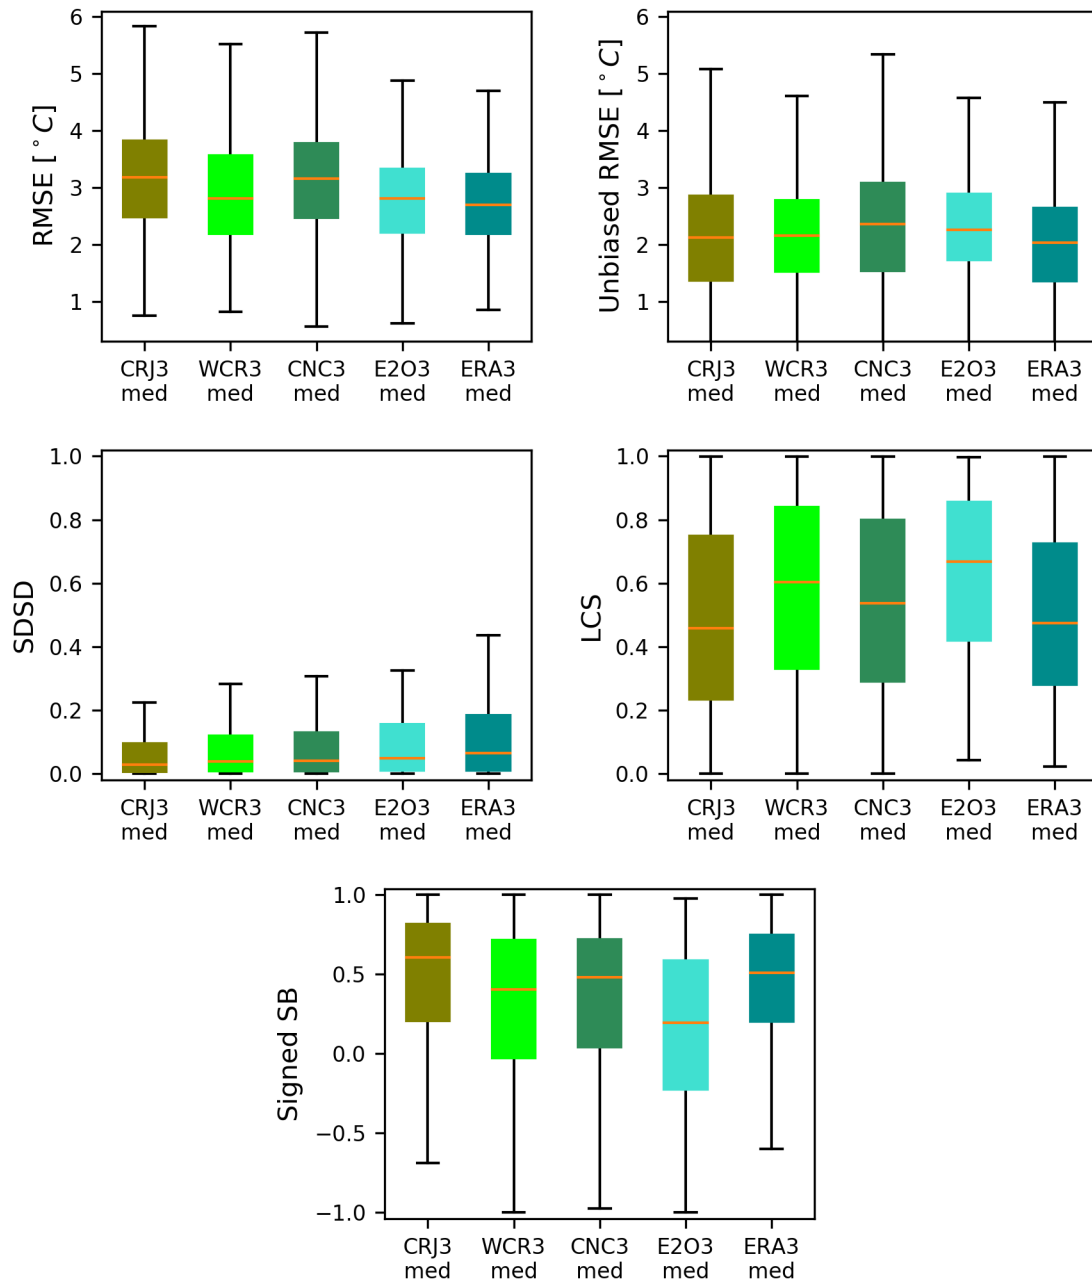 RMSE [°C]
6
5
4
3
2
1
CRJ3 WCR3 CNC3 E2O3 ERA3
med med med med med
Unbiased RMSE [°C]
6
5
4
3
2
1
CRJ3 WCR3 CNC3 E2O3 ERA3
med med med med med
SDSD
1.0
0.8
0.6
0.4
0.2
0.0
CRJ3 WCR3 CNC3 E2O3 ERA3
med med med med med
LCS
1.0
0.8
0.6
0.4
0.2
0.0
CRJ3 WCR3 CNC3 E2O3 ERA3
med med med med med
Signed SB
1.0
0.5
0.0
−0.5
−1.0
CRJ3 WCR3 CNC3 E2O3 ERA3
med med med med med